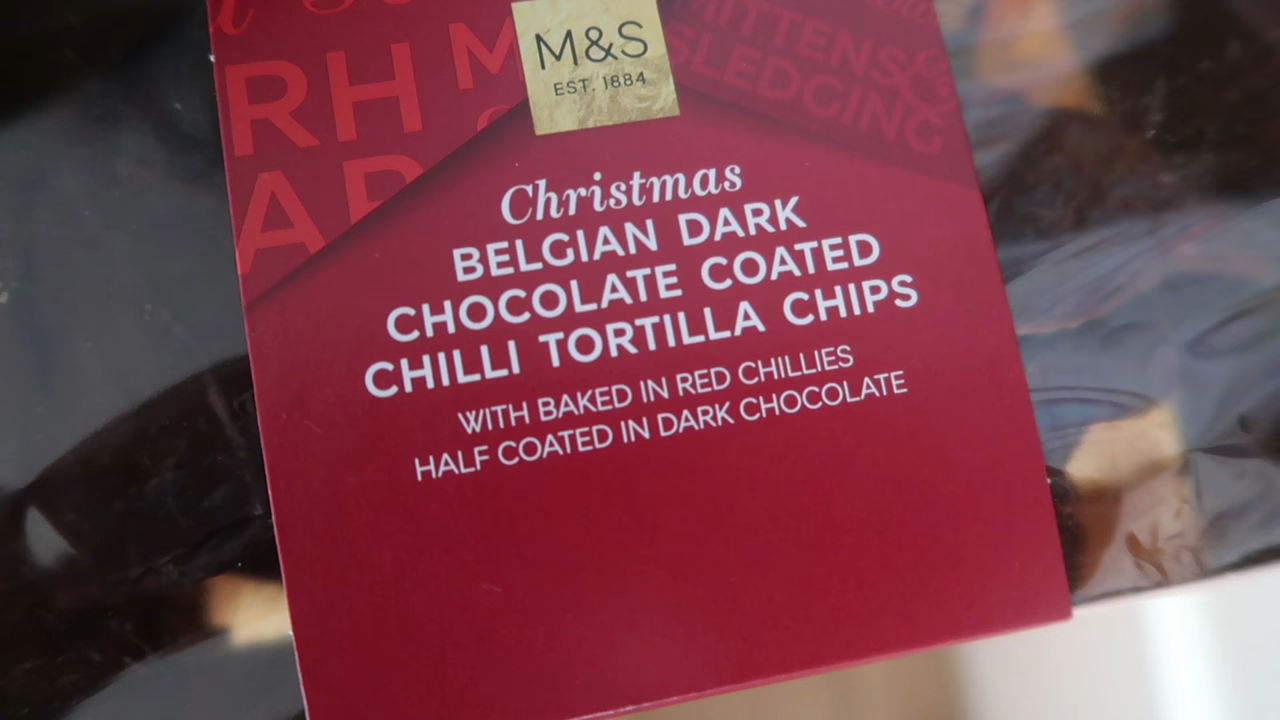 M&S
EST. 1884
MITTENS&
SLEDGING
Christmas
BELGIAN DARK
CHOCOLATE COATED
CHILLI TORTILLA CHIPS
WITH BAKED IN RED CHILLIES
HALF COATED IN DARK CHOCOLATE